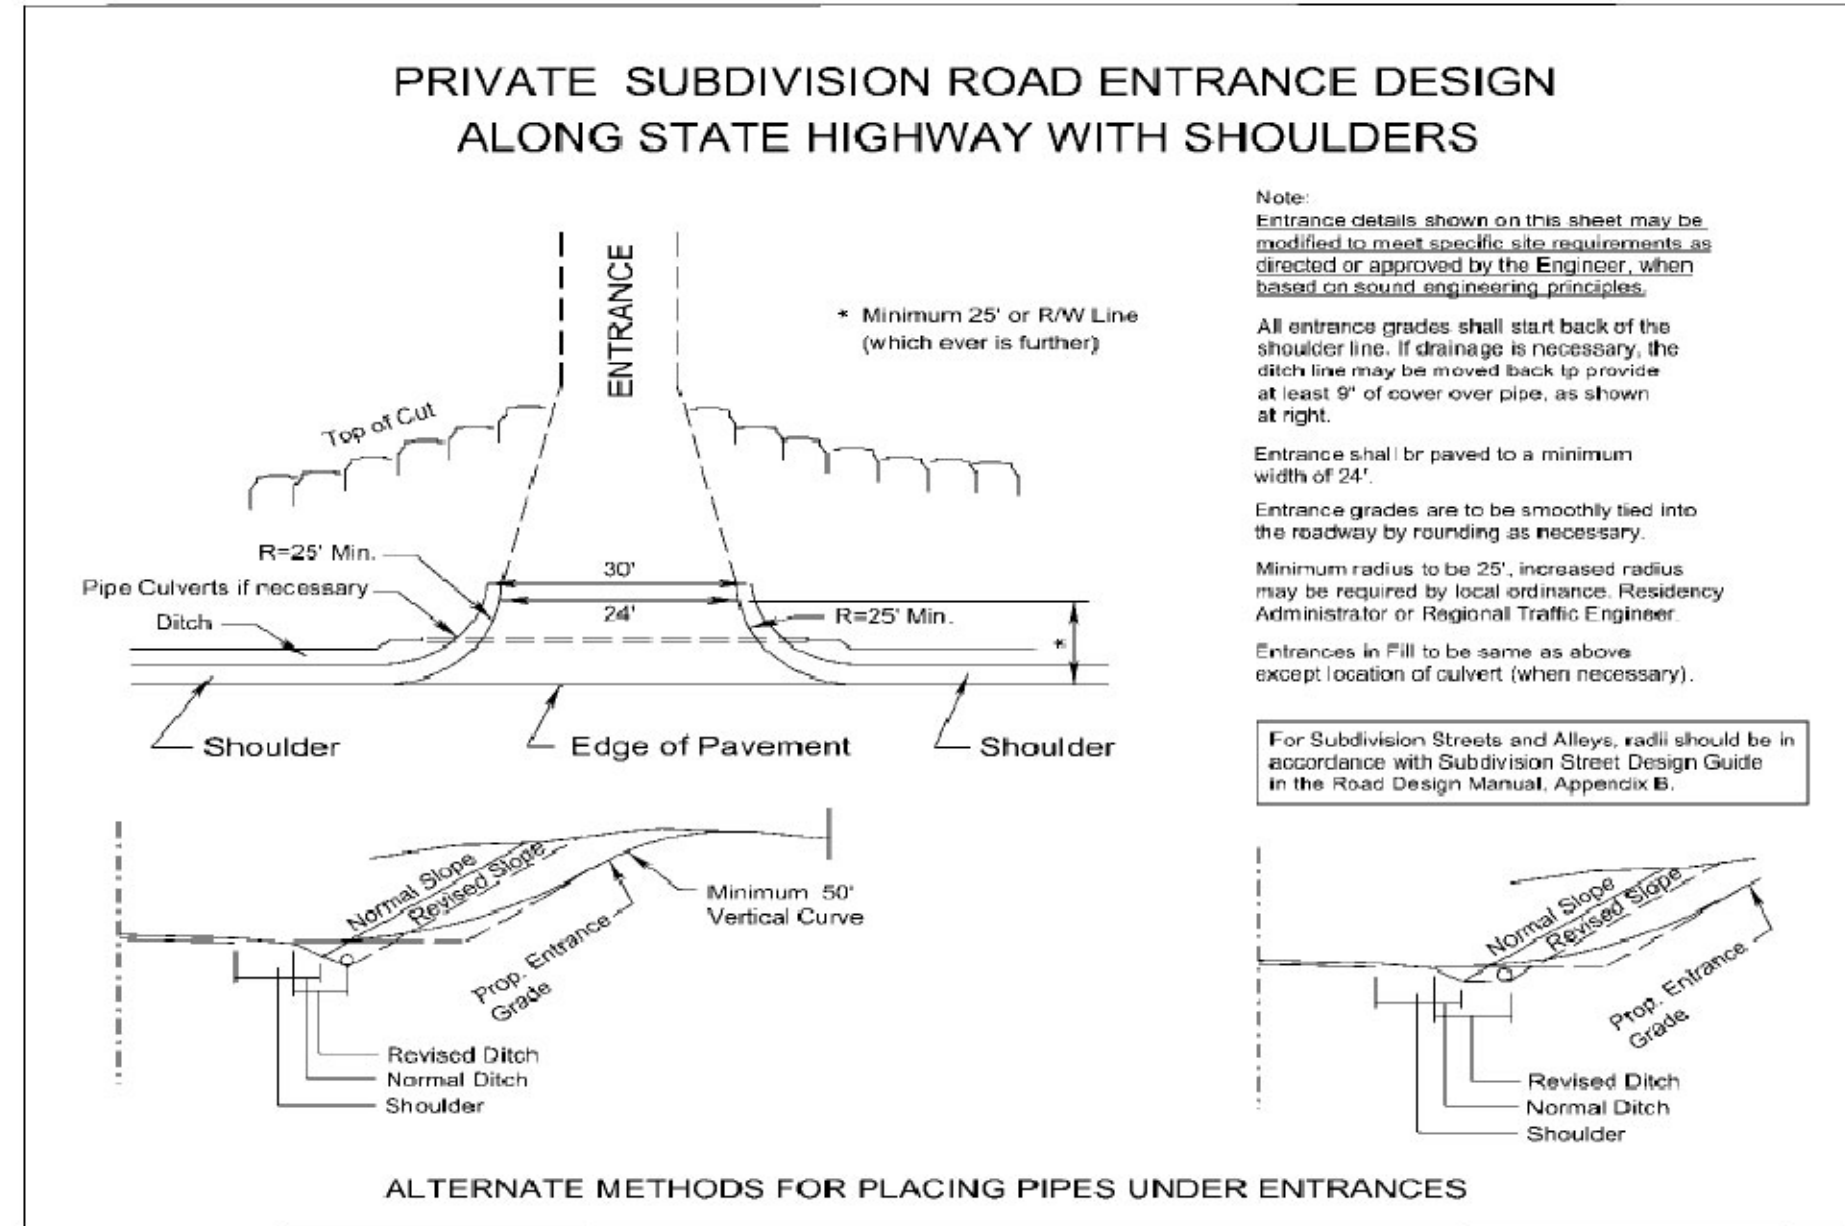 PRIVATE SUBDIVISION ROAD ENTRANCE DESIGN
ALONG STATE HIGHWAY WITH SHOULDERS
ENTRANCE
* Minimum 25' or R/W Line
(which ever is further)
Top of Cut
R=25' Min.
Pipe Culverts if necessary
Ditch
30'
24'
R=25' Min.
*
Shoulder
Edge of Pavement
Shoulder
Note:
Entrance details shown on this sheet may be
modified to meet specific site requirements as
directed or approved by the Engineer, when
based on sound engineering principles.
All entrance grades shall start back of the
shoulder line. If drainage is necessary, the
ditch line may be moved back tp provide
at least 9" of cover over pipe, as shown
at right.
Entrance shall br paved to a minimum
width of 24'.
Entrance grades are to be smoothly tied into
the roadway by rounding as necessary.
Minimum radius to be 25', increased radius
may be required by local ordinance. Residency
Administrator or Regional Traffic Engineer.
Entrances in Fill to be same as above
except location of culvert (when necessary).
For Subdivision Streets and Alleys, radii should be in
accordance with Subdivision Street Design Guide
in the Road Design Manual, Appendix B.
Normal Slope
Revised Slope
Minimum 50'
Vertical Curve
Prop. Entrance
Grade
Revised Ditch
Normal Ditch
Shoulder
Normal Slope
Revised Slope
Prop. Entrance
Grade
Revised Ditch
Normal Ditch
Shoulder
ALTERNATE METHODS FOR PLACING PIPES UNDER ENTRANCES